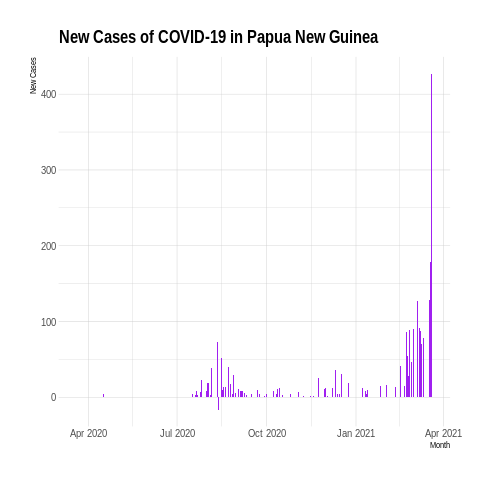 New Cases of COVID-19 in Papua New Guinea
New Cases
400
300
200
100
0
Apr 2020 Jul 2020 Oct 2020 Jan 2021 Apr 2021
Month